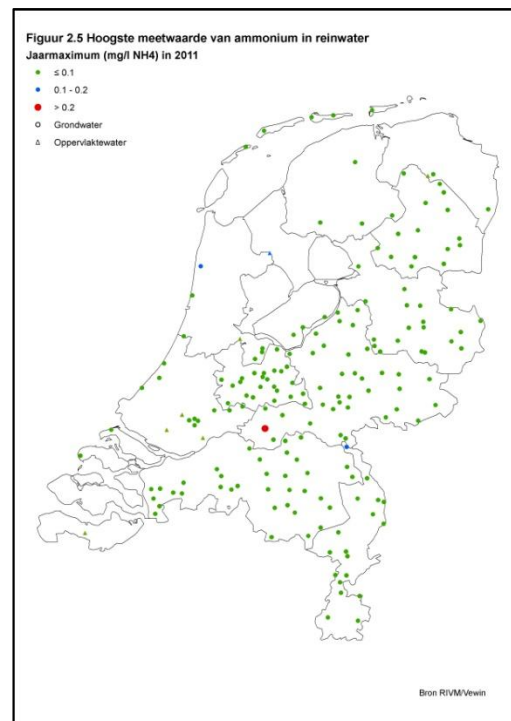 Figuur 2.5 Hoogste meetwaarde van ammonium in reinwater
Jaarmaximum (mg/l NH4) in 2011
≤ 0.1
0.1 - 0.2
> 0.2
Grondwater
Oppervlaktewater
Bron RIVM/Vewin